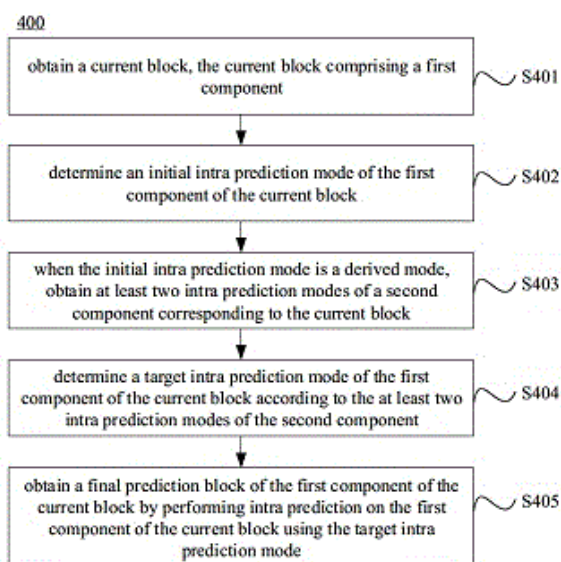 400
obtain a current block, the current block comprising a first
component
S401
determine an initial intra prediction mode of the first
component of the current block
S402
when the initial intra prediction mode is a derived mode,
obtain at least two intra prediction modes of a second
component corresponding to the current block
S403
determine a target intra prediction mode of the first
component of the current block according to the at least two
intra prediction modes of the second component
S404
obtain a final prediction block of the first component of the
current block by performing intra prediction on the first
component of the current block using the target intra
prediction mode
S405